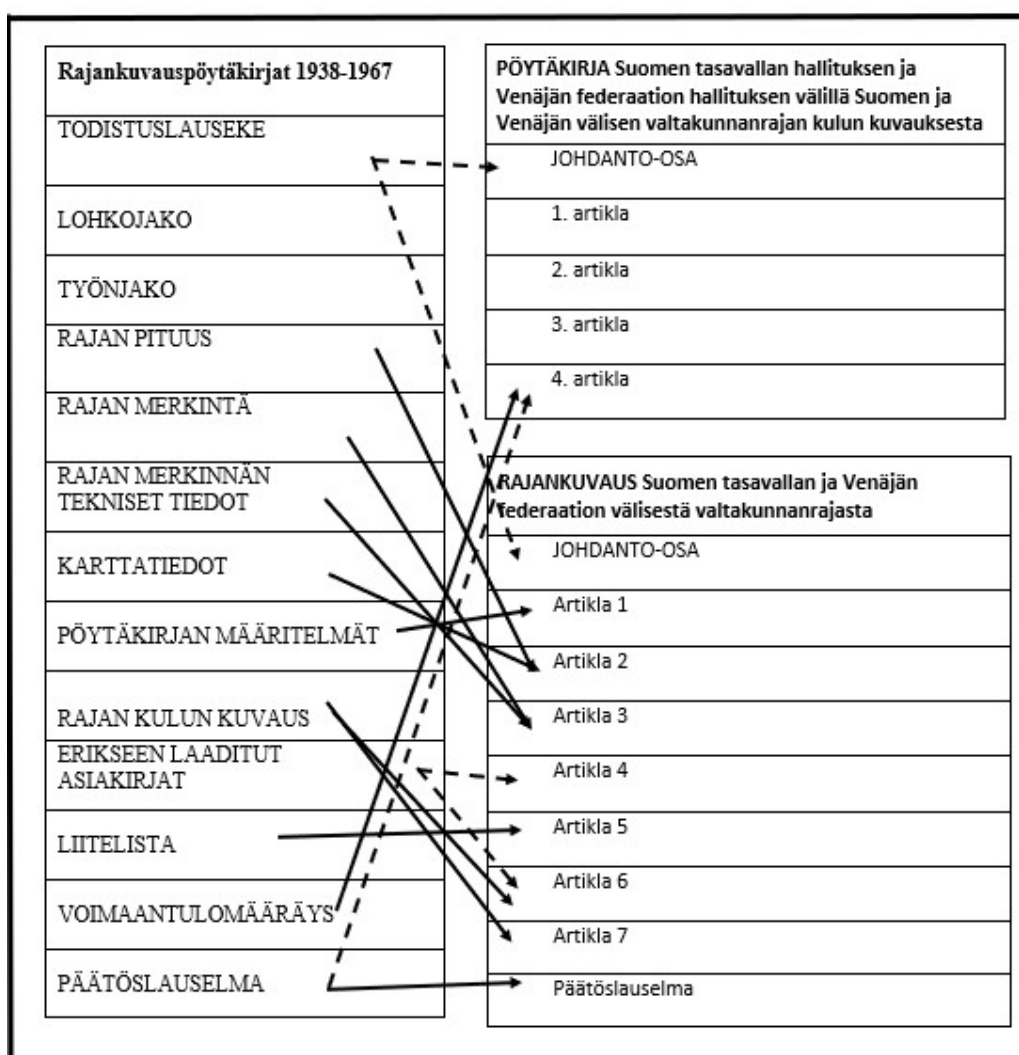 Rajankuvauspöytäkirjat 1938-1967
TODISTUSLAUSEKE
LOHKOJAKO
TYÖNJAKO
RAJAN PITUUS
RAJAN MERKINTÄ
RAJAN MERKINNÄN
TEKNISET TIEDOT
KARTTATIEDOT
PÖYTÄKIRJAN MÄÄRITELMÄT
RAJAN KULUN KUVAUS
ERIKSEEN LAADITUT
ASIAKIRJAT
LIITELISTA
VOIMAANTULOMÄÄRÄYS
PÄÄTÖSLAUSELMA
PÖYTÄKIRJA Suomen tasavallan hallituksen ja
Venäjän federaation hallituksen välillä Suomen ja
Venäjän välisen valtakunnanrajan kulun kuvauksesta
JOHDANTO-OSA
1. artikla
2. artikla
3. artikla
4. artikla
RAJANKUVAUS Suomen tasavallan ja Venäjän
federaation välisestä valtakunnanrajasta
JOHDANTO-OSA
Artikla 1
Artikla 2
Artikla 3
Artikla 4
Artikla 5
Artikla 6
Artikla 7
Päätöslauselma